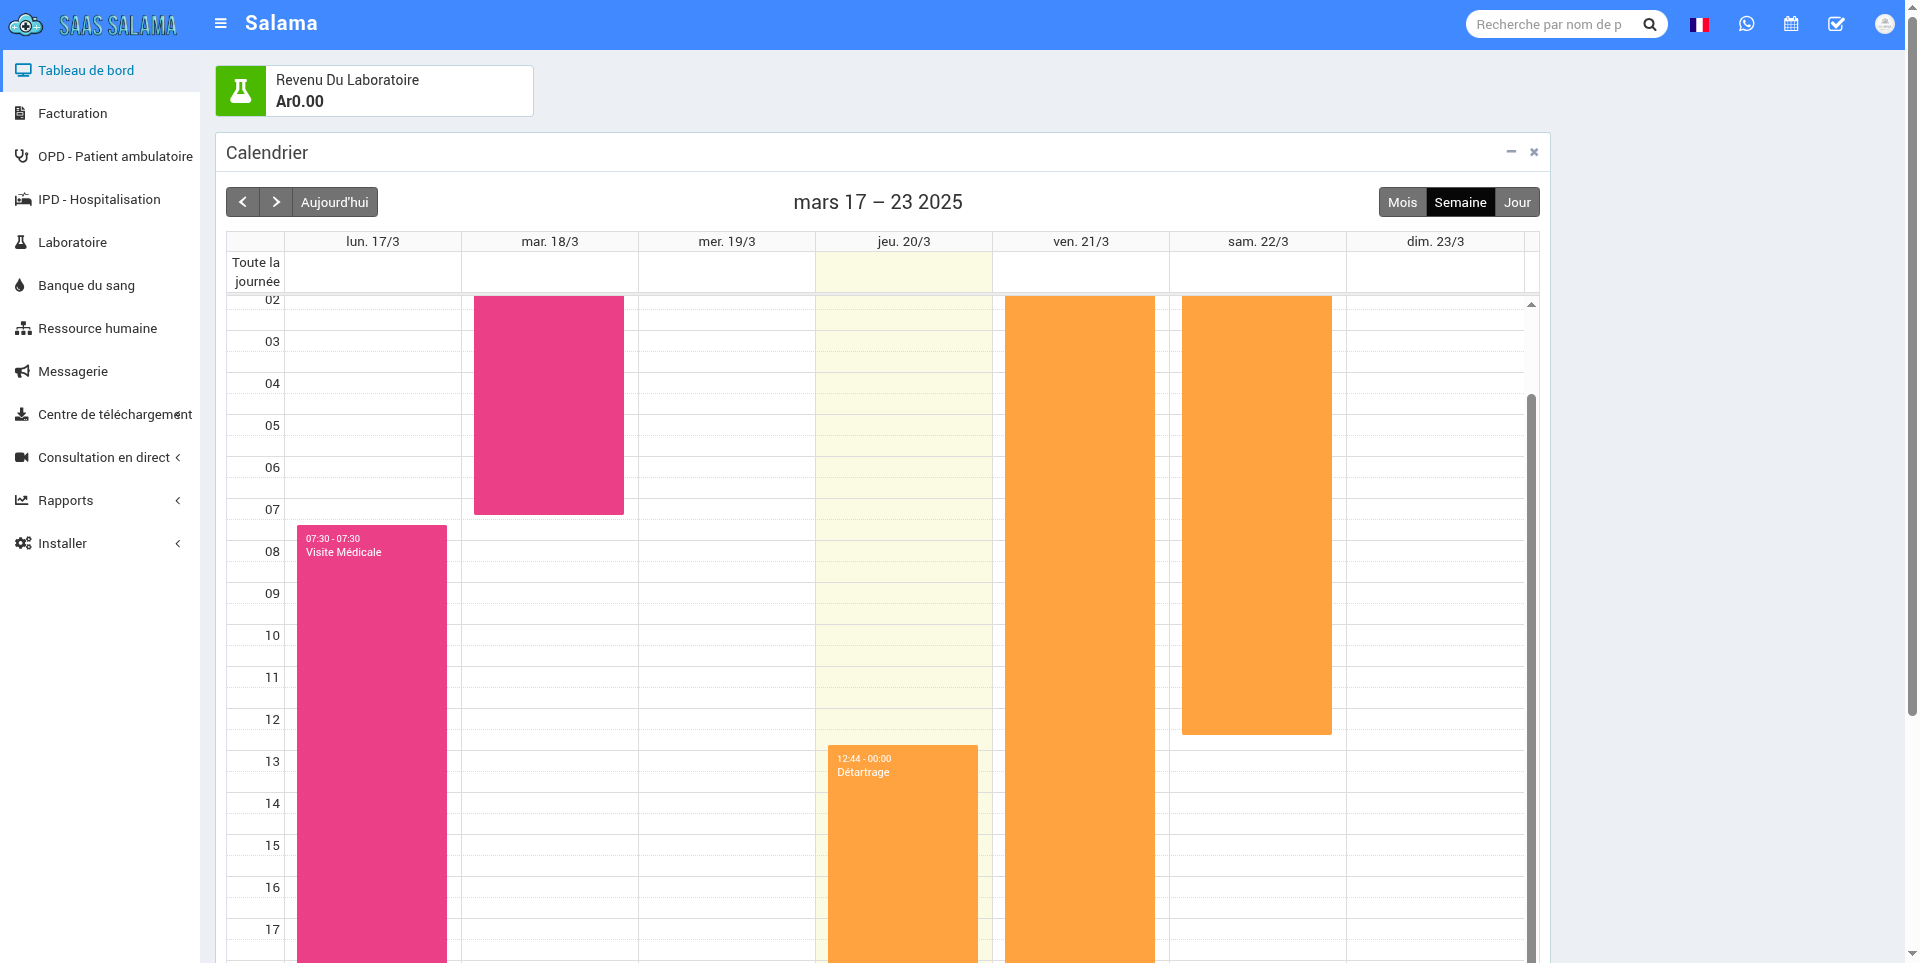 SAAS SALAMA
Salama
Recherche par nom de p
Tableau de bord
Facturation
OPD - Patient ambulatoire
IPD - Hospitalisation
Laboratoire
Banque du sang
Ressource humaine
Messagerie
Centre de téléchargement
Consultation en direct
Rapports
Installer
Revenu Du Laboratoire
Ar0.00
Calendrier
Aujourd'hui
mars 17 – 23 2025
Mois Semaine Jour
lun. 17/3 mar. 18/3 mer. 19/3 jeu. 20/3 ven. 21/3 sam. 22/3 dim. 23/3
Toute la
journée
02
03
04
05
06
07
07:30 - 07:30
Visite Médicale
08
09
10
11
12
12:44 - 00:00
Détartrage
13
14
15
16
17